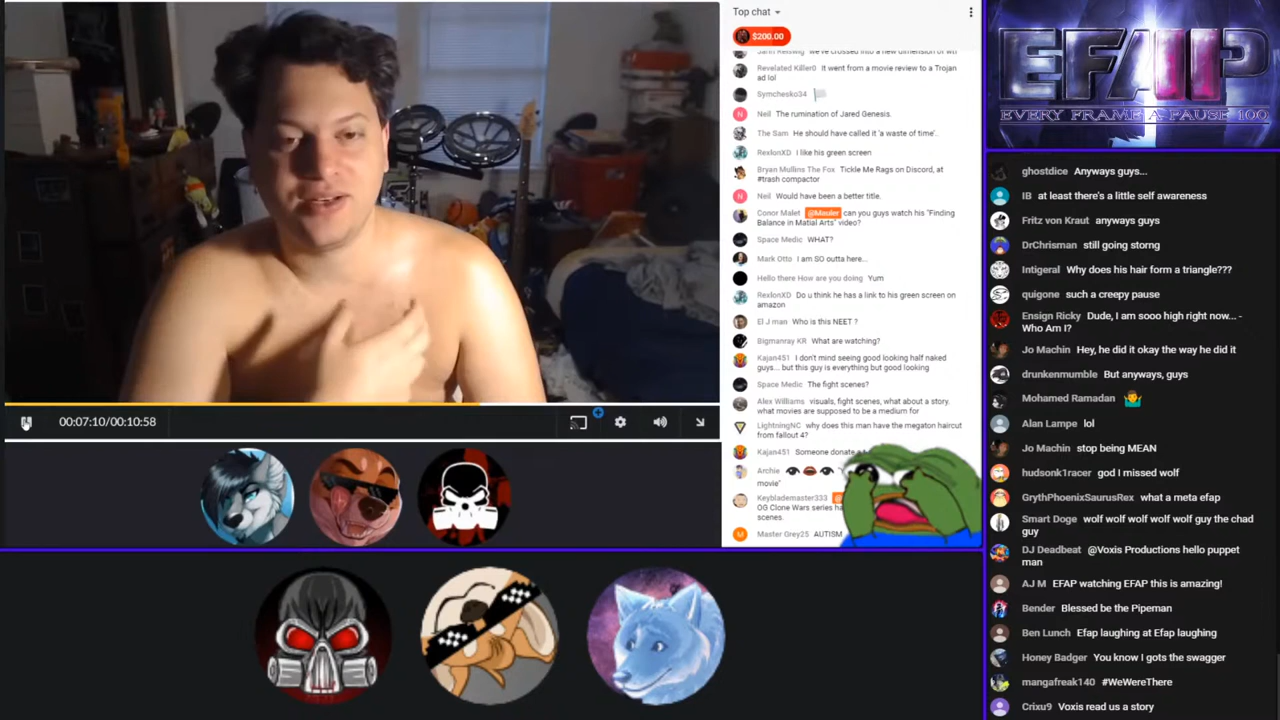 Top chat
$200.00
we've crossed into a new dimension of wtf
Revelated Killer0 It went from a movie review to a Trojan
ad lol
Symchesko34
N Neil The rumination of Jared Genesis.
The Sam He should have called it 'a waste of time'.
RexlonXD I like his green screen
Bryan Mullins The Fox Tickle Me Rags on Discord, at
#trash compactor
N Neil Would have been a better title.
Conor Malet @Mauler can you guys watch his "Finding
Balance in Matial Arts" video?
Space Medic WHAT?
Mark Otto I am SO outta here...
Hello there How are you doing Yum
RexlonXD Do u think he has a link to his green screen on
amazon
El J man Who is this NEET ?
Bigmanray KR What are watching?
Kajan451 I don't mind seeing good looking half naked
guys... but this guy is everything but good looking
Space Medic The fight scenes?
Alex Williams visuals, fight scenes, what about a story.
what movies are supposed to be a medium for
LightningNC why does this man have the megaton haircut
from fallout 4?
Kajan451 Someone donate
Archie
movie"
Keyblademaster333
OG Clone Wars series
scenes.
M Master Grey25 AUTISM
00:07:10/00:10:58
EFAP
EVERY FRAME A PAUSE 100
ghostdice Anyways guys...
IB at least there's a little self awareness
Fritz von Kraut anyways guys
DrChrisman still going storng
Intigeral Why does his hair form a triangle???
quigone such a creepy pause
Ensign Ricky Dude, I am sooo high right now... -
Who Am I?
Jo Machin Hey, he did it okay the way he did it
drunkenmumble But anyways, guys
Mohamed Ramadan
Alan Lampe lol
Jo Machin stop being MEAN
hudsonk1racer god I missed wolf
GrythPhoenixSaurusRex what a meta efap
Smart Doge wolf wolf wolf wolf wolf guy the chad
guy
DJ Deadbeat @Voxis Productions hello puppet
man
AJ M EFAP watching EFAP this is amazing!
Bender Blessed be the Pipeman
Ben Lunch Efap laughing at Efap laughing
Honey Badger You know I gots the swagger
mangafreak140 #WeWereThere
Crixu9 Voxis read us a story